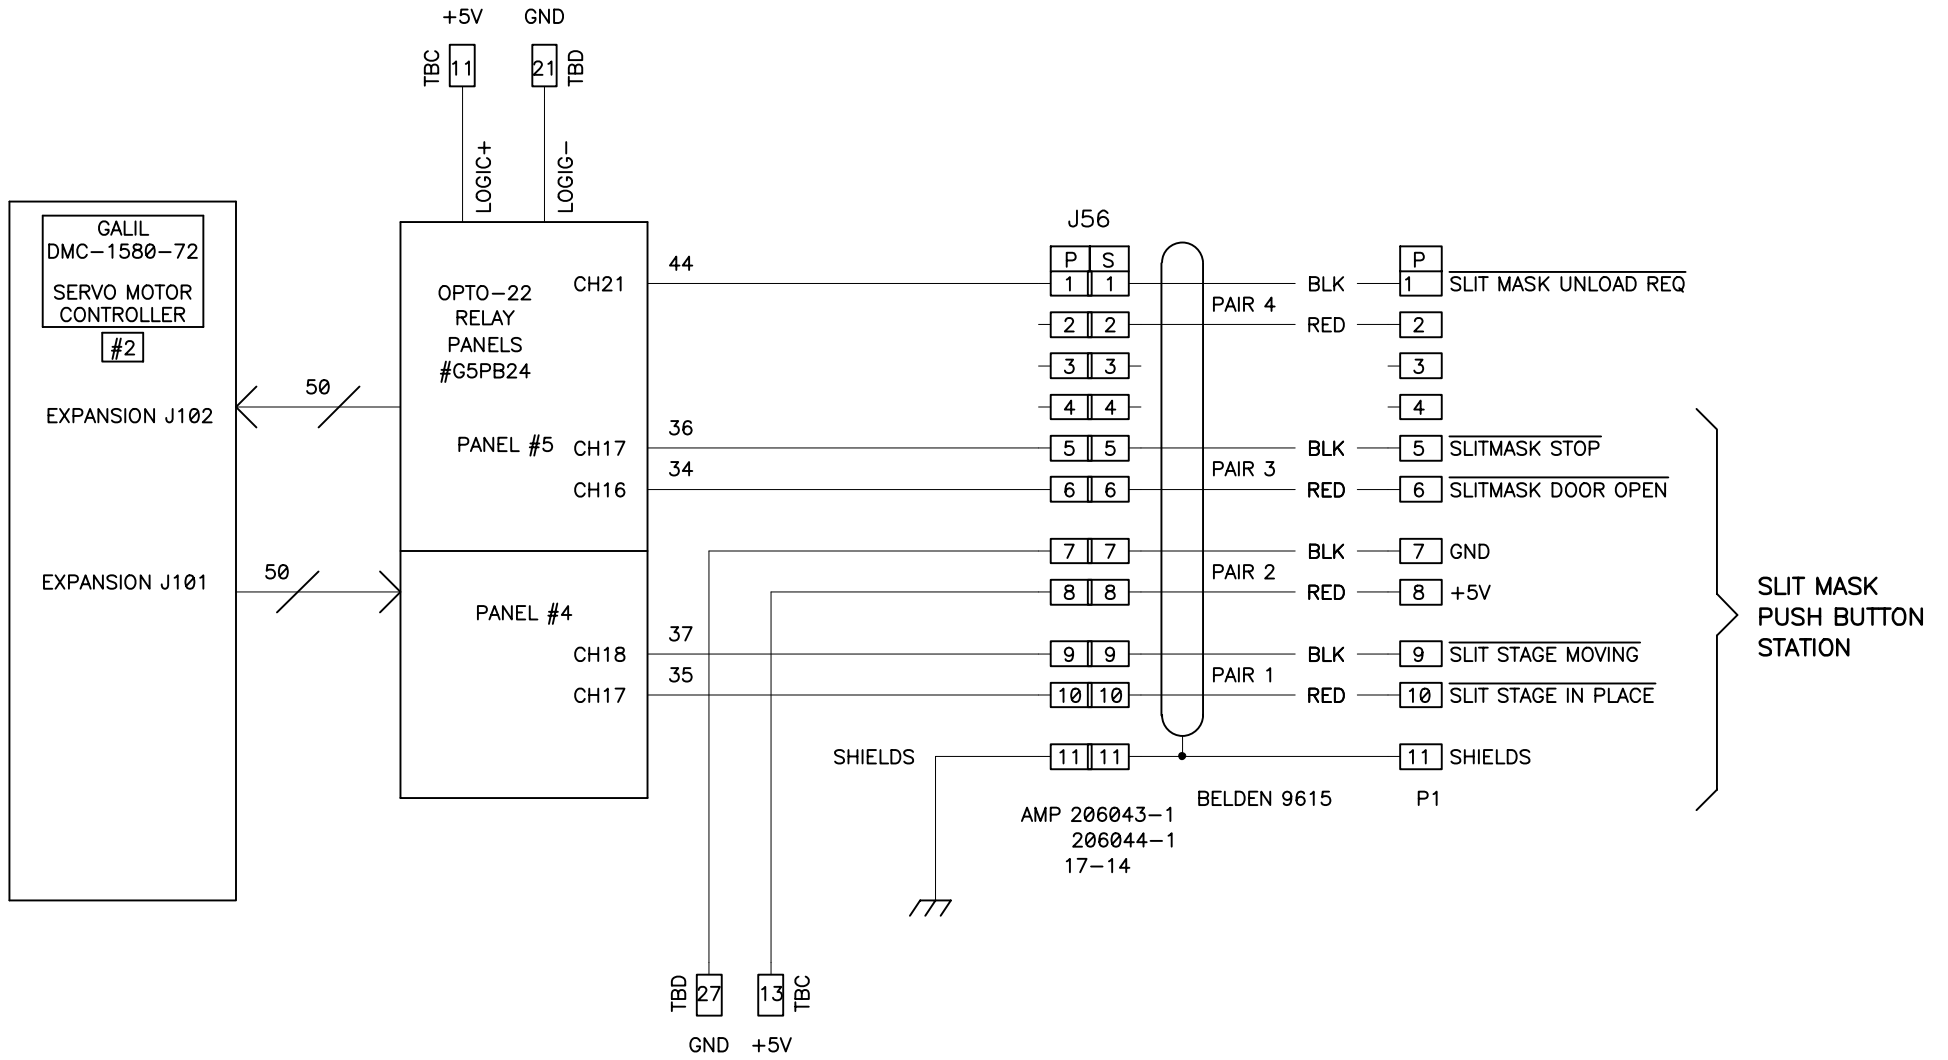 +5V
GND
TBC
11
21
TBD
LOGIC+
LOGIG-
GALIL
DMC-1580-72
SERVO MOTOR
CONTROLLER
#2
EXPANSION J102
EXPANSION J101
50
50
OPTO-22
RELAY
PANELS
#G5PB24
PANEL #5
CH21
CH17
CH16
PANEL #4
CH18
CH17
44
36
34
37
35
J56
P S
1 1
2 2
3 3
4 4
5 5
6 6
7 7
8 8
9 9
10 10
11 11
SHIELDS
PAIR 4
PAIR 3
PAIR 2
PAIR 1
BLK
RED
BLK
RED
BLK
RED
BLK
RED
P
1 SLIT MASK UNLOAD REQ
2
3
4
5 SLITMASK STOP
6 SLITMASK DOOR OPEN
7 GND
8 +5V
9 SLIT STAGE MOVING
10 SLIT STAGE IN PLACE
11 SHIELDS
BELDEN 9615
P1
AMP 206043-1
206044-1
17-14
SLIT MASK
PUSH BUTTON
STATION
TBD
27
13
TBC
GND
+5V